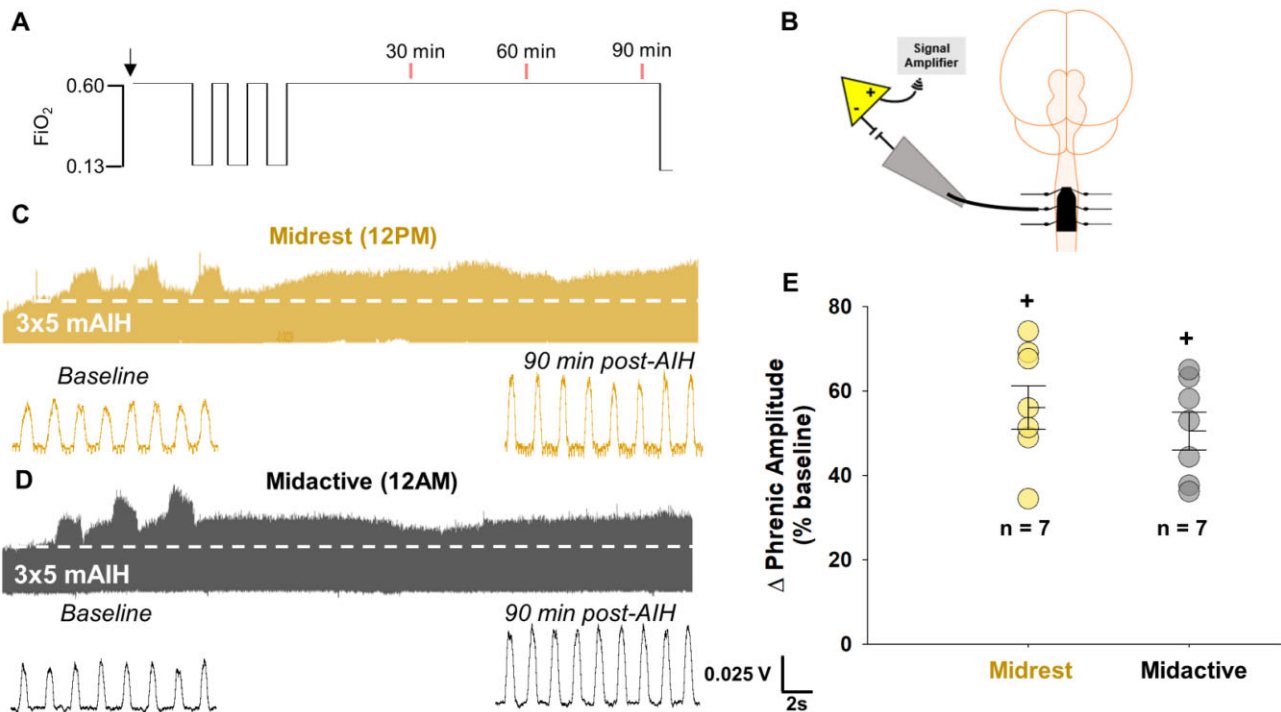 A
B
30 min
60 min
90 min
0.60
FiO₂
0.13
Signal
Amplifier
+
-
C
Midrest (12PM)
3x5 mAIH
Baseline
90 min post-AIH
D
Midactive (12AM)
3x5 mAIH
Baseline
90 min post-AIH
0.025 V
2s
E
Δ Phrenic Amplitude
(% baseline)
80
60
40
20
0
+
+
n = 7
n = 7
Midrest
Midactive